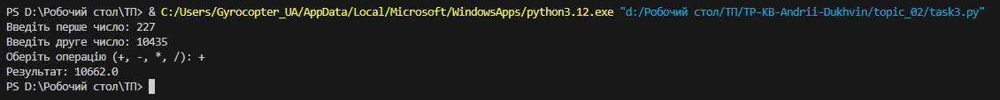 PS D:\Робочий стол\ТП> & C:/Users/Gyrocopter_UA/AppData/Local/Microsoft/WindowsApps/python3.12.exe "d:/Робочий стол/ТП/TP-KB-Andrii-Dukhvin/topic_02/task3.py"
Введіть перше число: 227
Введіть друге число: 10435
Оберіть операцію (+, -, *, /): +
Результат: 10662.0
PS D:\Робочий стол\ТП>